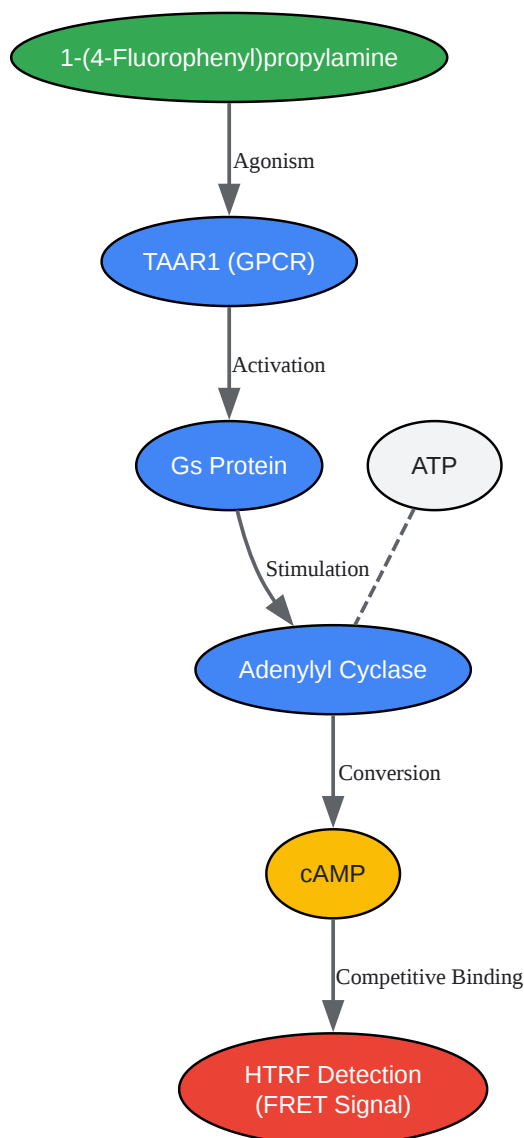 1-(4-Fluorophenyl)propylamine
Agonism
TAAR1 (GPCR)
Activation
Gs Protein
ATP
Stimulation
Adenylyl Cyclase
Conversion
cAMP
Competitive Binding
HTRF Detection
(FRET Signal)